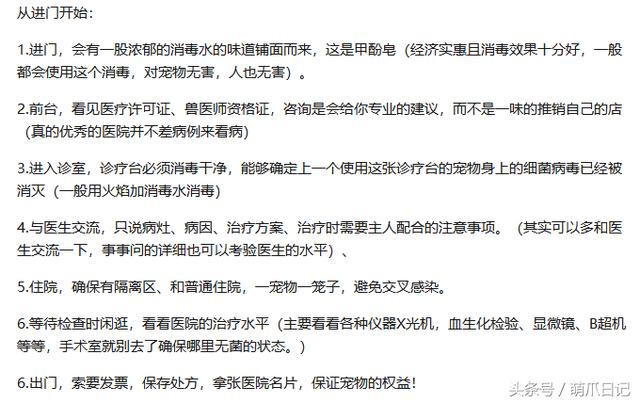 从进门开始：
1.进门，会有一股浓郁的消毒水的味道铺面而来，这是甲酚皂（经济实惠且消毒效果十分好，一般
都会使用这个消毒，对宠物无害，人也无害）。
2.前台，看见医疗许可证、兽医师资格证，咨询是会给你专业的建议，而不是一味的推销自己的店
（真的优秀的医院并不差病例来看病）
3.进入诊室，诊疗台必须消毒干净，能够确定上一个使用这张诊疗台的宠物身上的细菌病毒已经被
消灭（一般用火焰加消毒水消毒）
4.与医生交流，只说病灶、病因、治疗方案、治疗时需要主人配合的注意事项。（其实可以多和医
生交流一下，事事问的详细也可以考验医生的水平）、
5.住院，确保有隔离区、和普通住院，一宠物一笼子，避免交叉感染。
6.等待检查时闲逛，看看医院的治疗水平（主要看看各种仪器X光机，血生化检验、显微镜、B超机
等等，手术室就别去了确保哪里无菌的状态。）
6.出门，索要发票，保存处方，拿张医院名片，保证宠物的权益！
头条号 / 萌爪日记